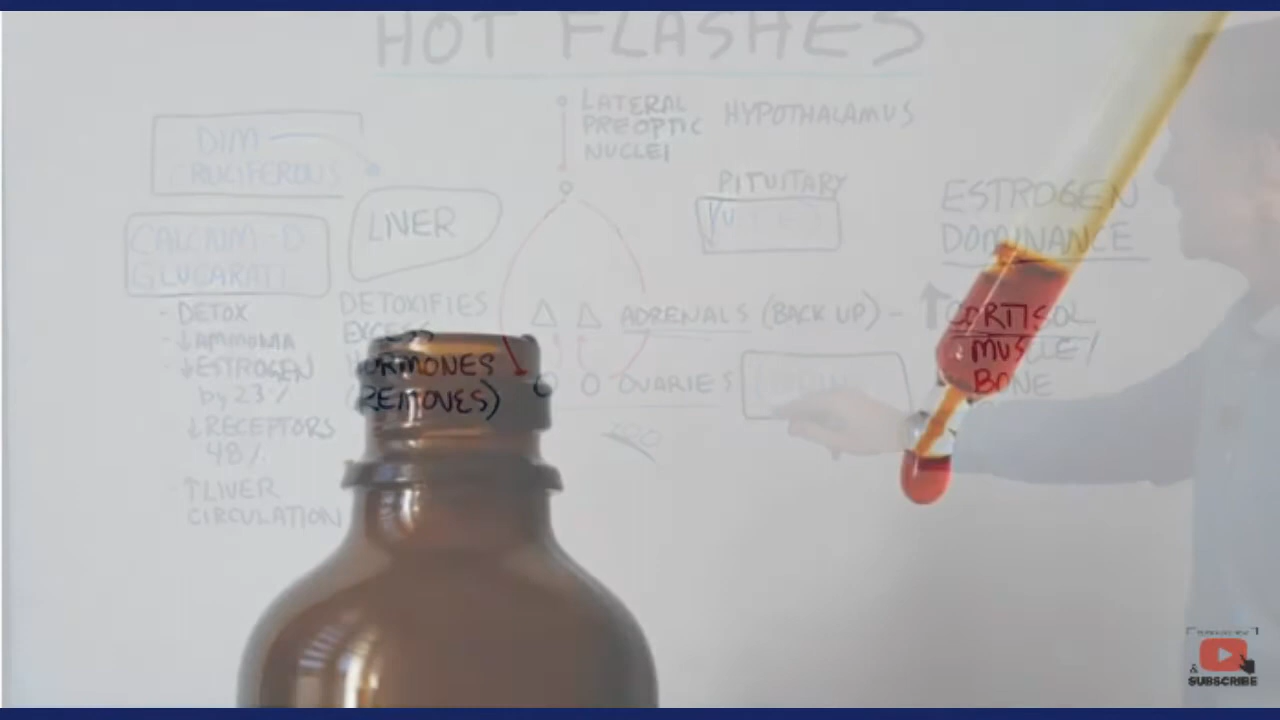 HOT FLASHES
LATERAL
PREOPTIC
NUCLEI
HYPOTHALAMUS
DIM
CRUCIFEROUS
LIVER
PITUITARY
ESTROGEN
DOMINANCE
CALCIUM-D
GLUCARATE
- DETOX
- ↓AMMONIA
- ↓ESTROGEN
by 23%
↓RECEPTORS
48%
- ↑LIVER
CIRCULATION
DETOXIFIES
EXCESS
HORMONES
(REMOVES)
ADRENALS (BACK UP) - ↑ CORTISOL
MUSCLE/
BONE
OVARIES
&
SUBSCRIBE